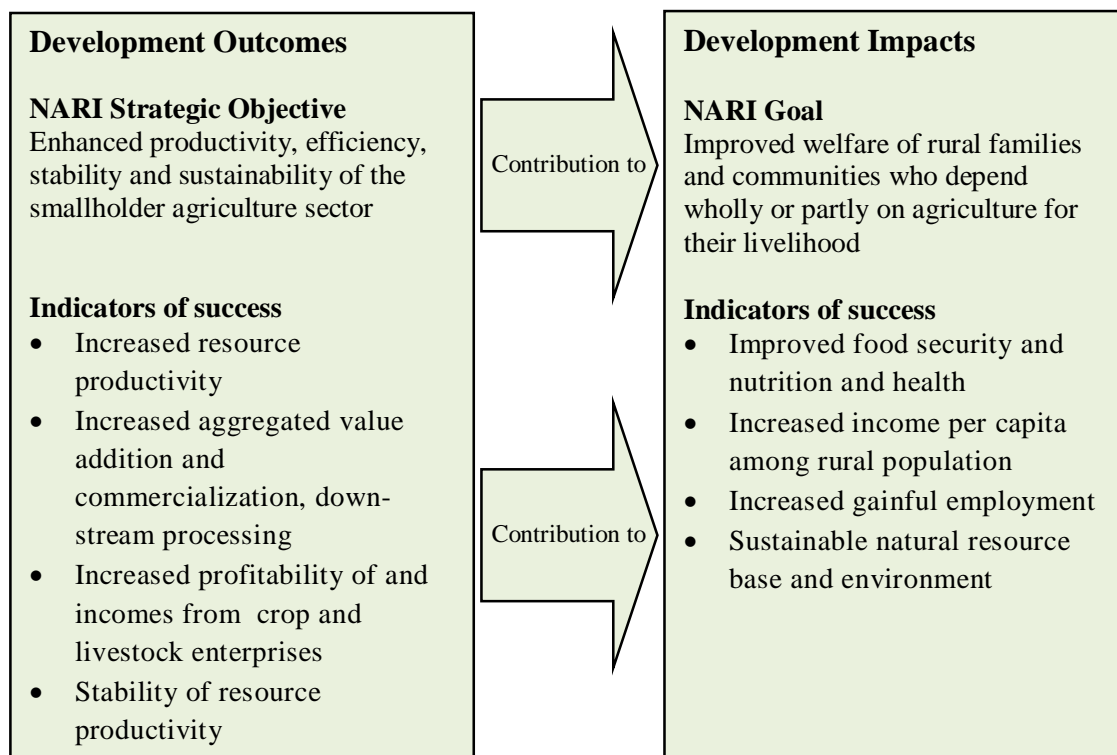 Development Outcomes
NARI Strategic Objective
Enhanced productivity, efficiency,
stability and sustainability of the
smallholder agriculture sector
Indicators of success
• Increased resource
productivity
• Increased aggregated value
addition and
commercialization, down-
stream processing
• Increased profitability of and
incomes from crop and
livestock enterprises
• Stability of resource
productivity
Contribution to
Contribution to
Development Impacts
NARI Goal
Improved welfare of rural families
and communities who depend
wholly or partly on agriculture for
their livelihood
Indicators of success
• Improved food security and
nutrition and health
• Increased income per capita
among rural population
• Increased gainful employment
• Sustainable natural resource
base and environment